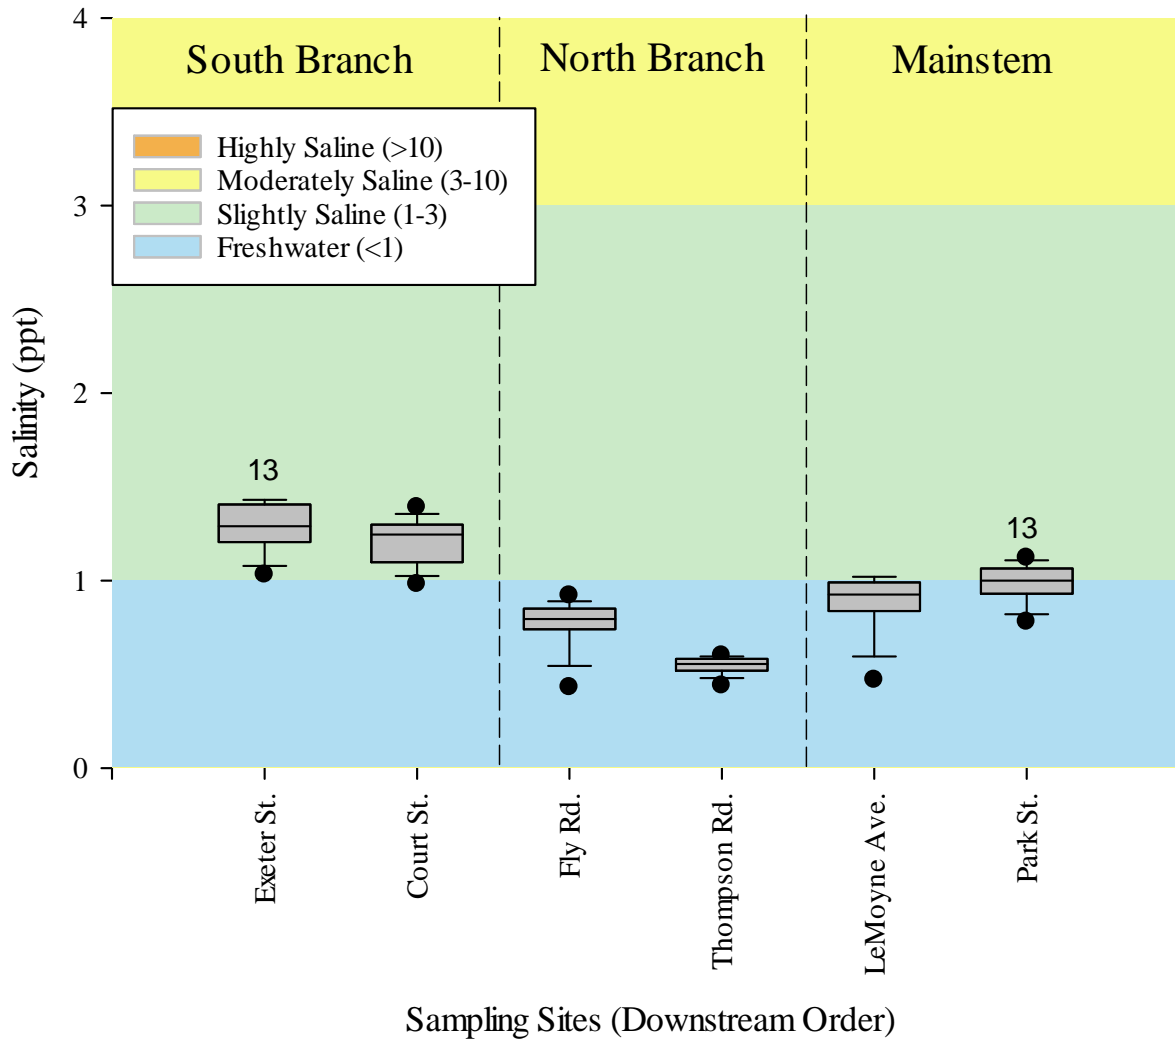 South Branch
North Branch
Mainstem
Highly Saline (>10)
Moderately Saline (3-10)
Slightly Saline (1-3)
Freshwater (<1)
Salinity (ppt)
4
3
2
1
0
13
13
Exeter St.
Court St.
Fly Rd.
Thompson Rd.
LeMoyne Ave.
Park St.
Sampling Sites (Downstream Order)